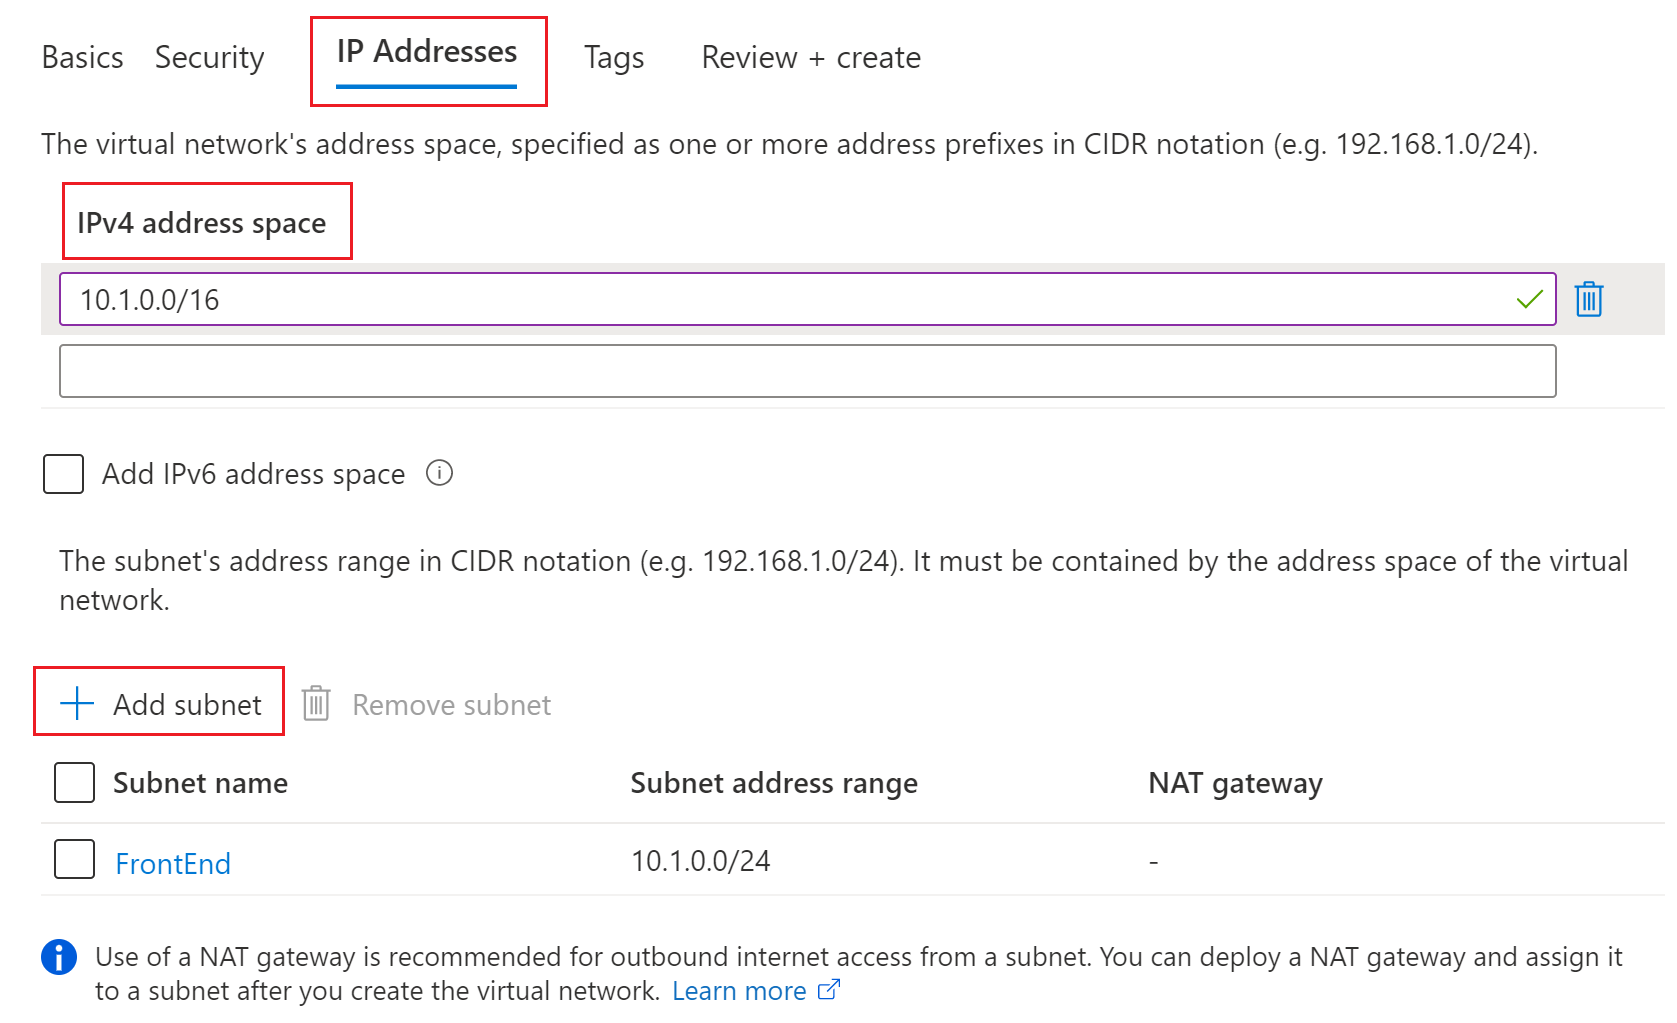 Basics Security IP Addresses Tags Review + create
The virtual network's address space, specified as one or more address prefixes in CIDR notation (e.g. 192.168.1.0/24).
IPv4 address space
10.1.0.0/16
Add IPv6 address space
The subnet's address range in CIDR notation (e.g. 192.168.1.0/24). It must be contained by the address space of the virtual
network.
Add subnet Remove subnet
Subnet name Subnet address range NAT gateway
FrontEnd 10.1.0.0/24 -
Use of a NAT gateway is recommended for outbound internet access from a subnet. You can deploy a NAT gateway and assign it
to a subnet after you create the virtual network. Learn more